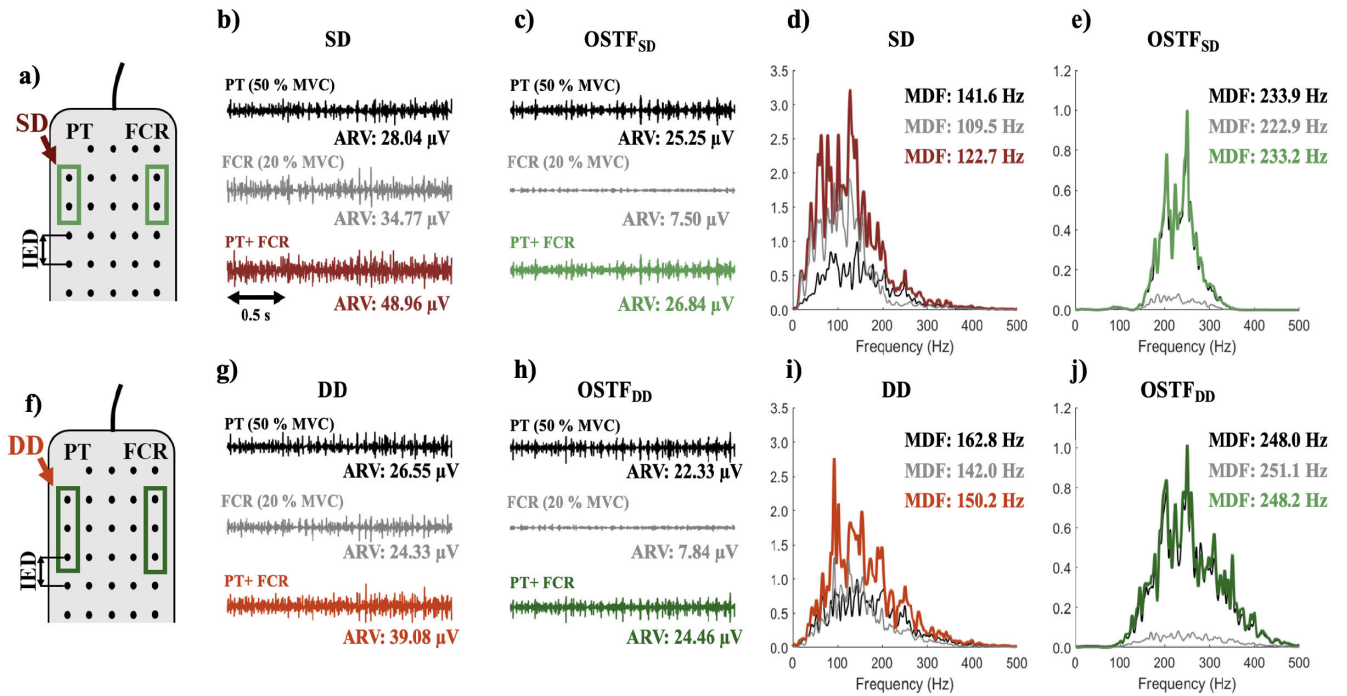 a)
SD
PT FCR
IED
b)
SD
PT (50 % MVC)
ARV: 28.04 µV
FCR (20 % MVC)
ARV: 34.77 µV
PT+ FCR
0.5 s
ARV: 48.96 µV
c)
OSTF_SD
PT (50 % MVC)
ARV: 25.25 µV
FCR (20 % MVC)
ARV: 7.50 µV
PT+ FCR
ARV: 26.84 µV
d)
SD
MDF: 141.6 Hz
MDF: 109.5 Hz
MDF: 122.7 Hz
3.5
3.0
2.5
2.0
1.5
1.0
0.5
0.0
0 100 200 300 400 500
Frequency (Hz)
e)
OSTF_SD
MDF: 233.9 Hz
MDF: 222.9 Hz
MDF: 233.2 Hz
1.2
1.0
0.8
0.6
0.4
0.2
0.0
0 100 200 300 400 500
Frequency (Hz)
f)
DD
PT FCR
IED
g)
DD
PT (50 % MVC)
ARV: 26.55 µV
FCR (20 % MVC)
ARV: 24.33 µV
PT+ FCR
ARV: 39.08 µV
h)
OSTF_DD
PT (50 % MVC)
ARV: 22.33 µV
FCR (20 % MVC)
ARV: 7.84 µV
PT+ FCR
ARV: 24.46 µV
i)
DD
MDF: 162.8 Hz
MDF: 142.0 Hz
MDF: 150.2 Hz
3.5
3.0
2.5
2.0
1.5
1.0
0.5
0.0
0 100 200 300 400 500
Frequency (Hz)
j)
OSTF_DD
MDF: 248.0 Hz
MDF: 251.1 Hz
MDF: 248.2 Hz
1.2
1.0
0.8
0.6
0.4
0.2
0.0
0 100 200 300 400 500
Frequency (Hz)